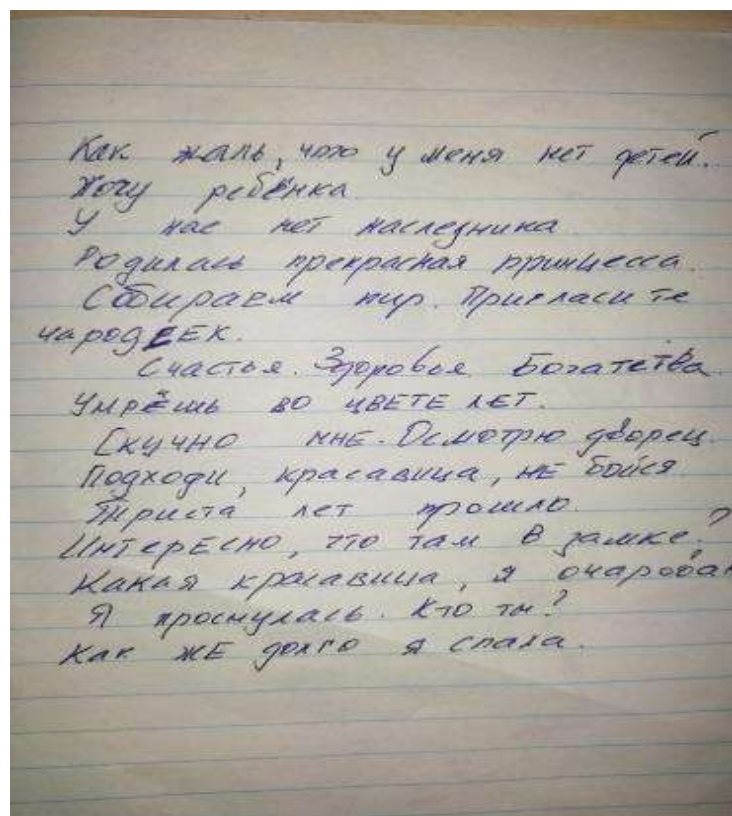 Как жаль, что у меня нет детей.
Хочу ребёнка.
У нас нет наследника.
Родилась прекрасная принцесса.
Собираем пир. Пригласите
чародеек.
Счастья. Здоровья. Богатства.
Умрёшь во цвете лет.
Скучно мне. Осмотрю дворец.
Подходи, красавица, не бойся.
Триста лет прошло.
Интересно, что там в замке?
Какая красавица, я очарован
Я проснулась. Кто ты?
Как же долго я спала.